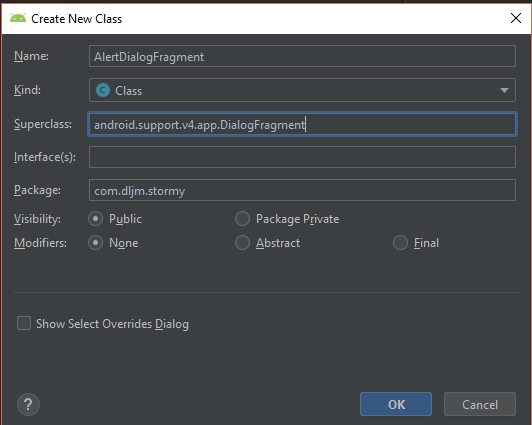 Create New Class
Name: AlertDialogFragment
Kind: C Class
Superclass: android.support.v4.app.DialogFragment
Interface(s):
Package: com.dljm.stormy
Visibility: Public Package Private
Modifiers: None Abstract Final
Show Select Overrides Dialog
? OK Cancel